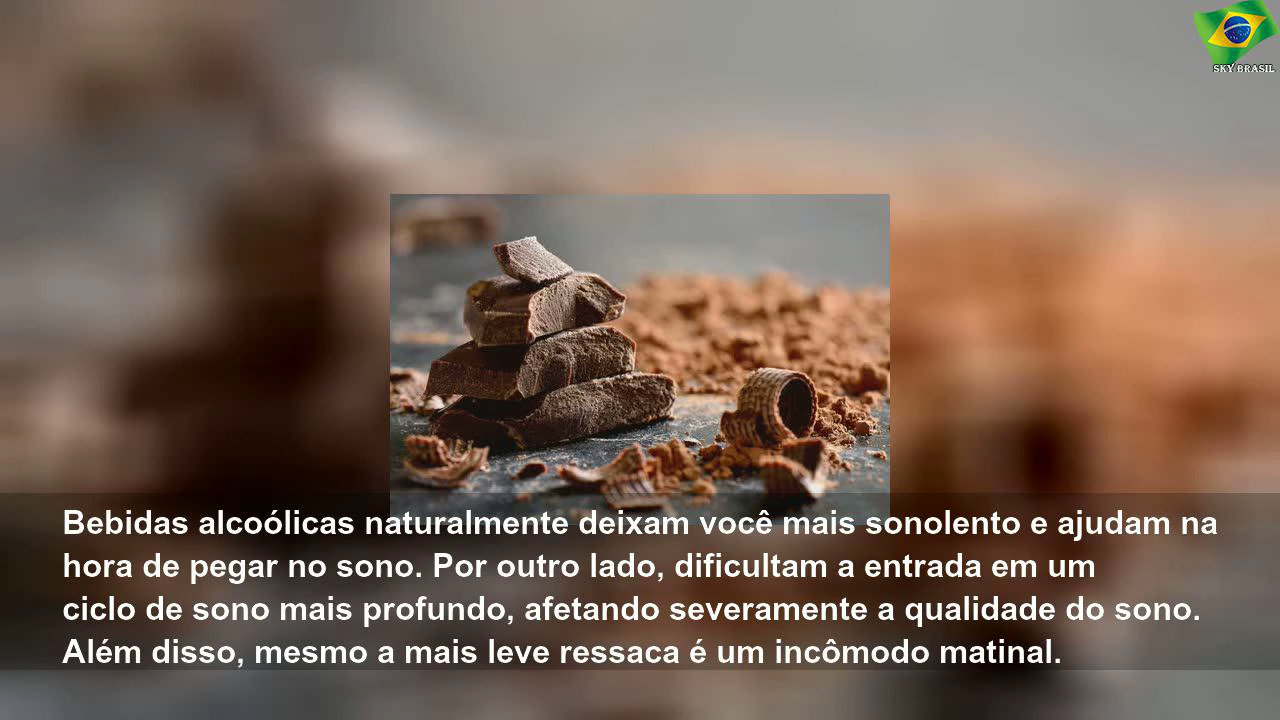 SKY BRASIL
Bebidas alcoólicas naturalmente deixam você mais sonolento e ajudam na
hora de pegar no sono. Por outro lado, dificultam a entrada em um
ciclo de sono mais profundo, afetando severamente a qualidade do sono.
Além disso, mesmo a mais leve ressaca é um incômodo matinal.